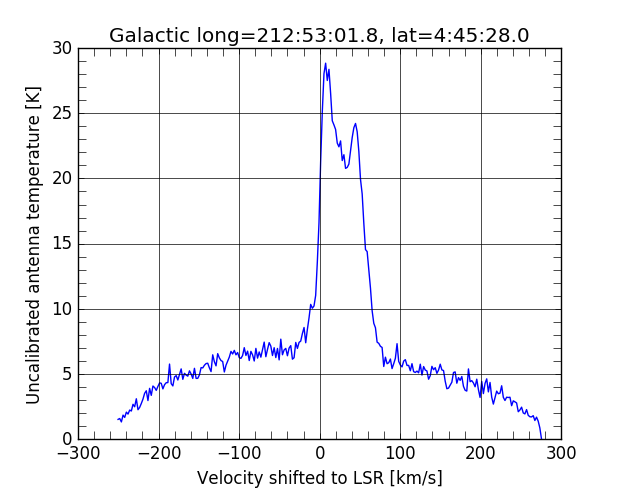 Galactic long=212:53:01.8, lat=4:45:28.0
30
25
20
15
10
5
0
Uncalibrated antenna temperature [K]
−300 −200 −100 0 100 200 300
Velocity shifted to LSR [km/s]